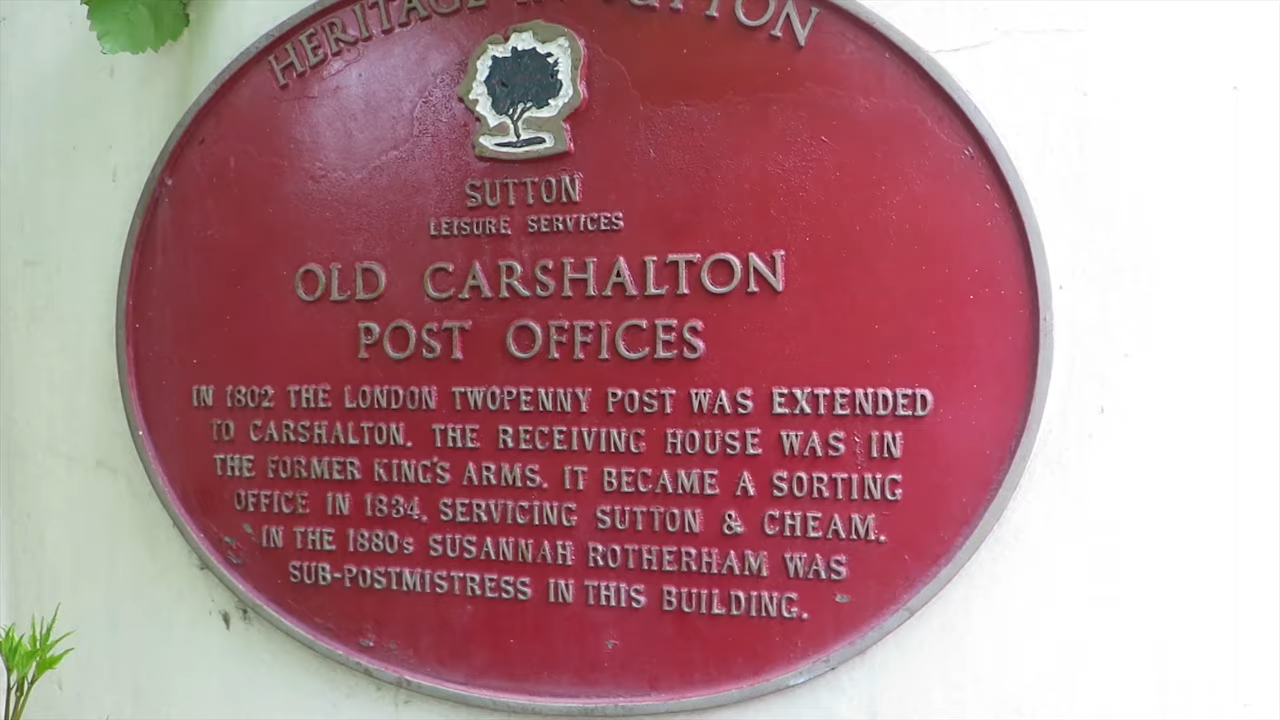 HERITAGE IN SUTTON
SUTTON
LEISURE SERVICES
OLD CARSHALTON
POST OFFICES
IN 1802 THE LONDON TWOPENNY POST WAS EXTENDED
TO CARSHALTON. THE RECEIVING HOUSE WAS IN
THE FORMER KING'S ARMS. IT BECAME A SORTING
OFFICE IN 1834. SERVICING SUTTON & CHEAM.
IN THE 1880s SUSANNAH ROTHERHAM WAS
SUB-POSTMISTRESS IN THIS BUILDING.